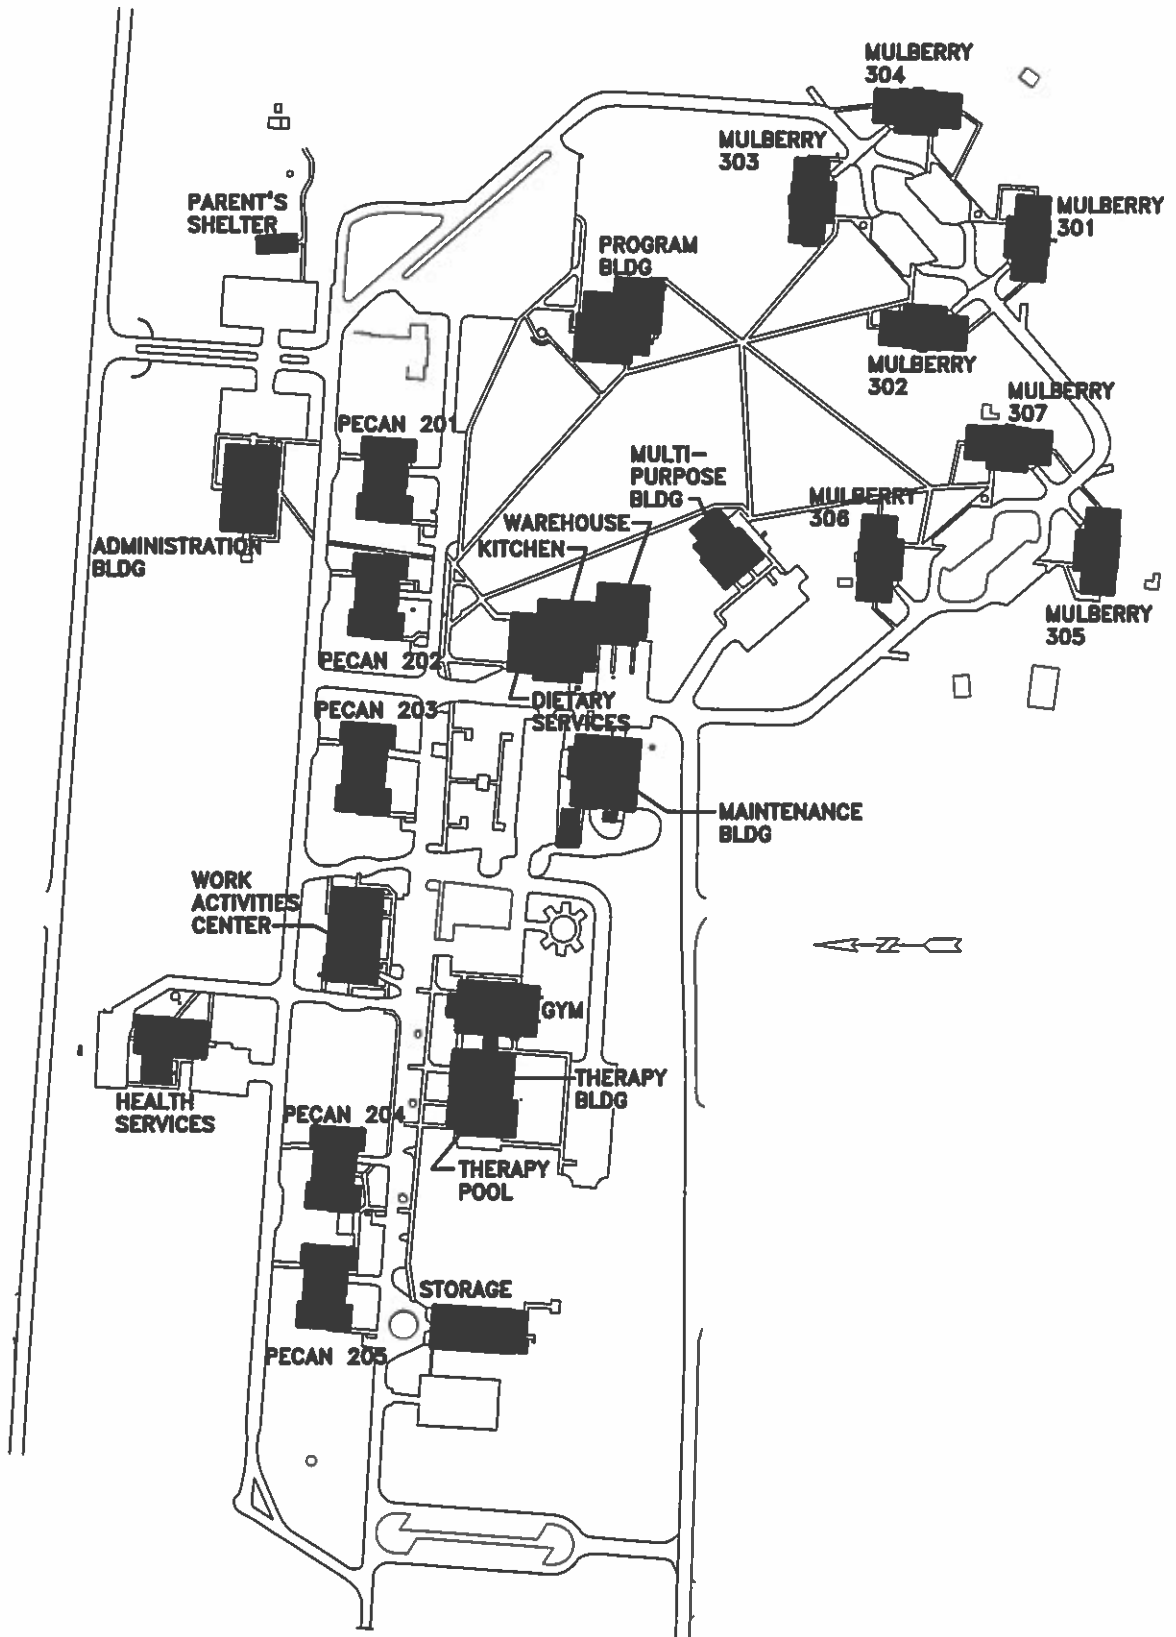 MULBERRY
304
MULBERRY
303
PARENT'S
SHELTER
MULBERRY
301
PROGRAM
BLDG
MULBERRY
302
MULBERRY
307
PECAN 201
MULTI-
PURPOSE
BLDG
MULBERRY
306
WAREHOUSE
KITCHEN
ADMINISTRATION
BLDG
MULBERRY
305
PECAN 202
DIETARY
SERVICES
PECAN 203
MAINTENANCE
BLDG
WORK
ACTIVITIES
CENTER
N
GYM
THERAPY
BLDG
HEALTH
SERVICES
PECAN 204
THERAPY
POOL
STORAGE
PECAN 205